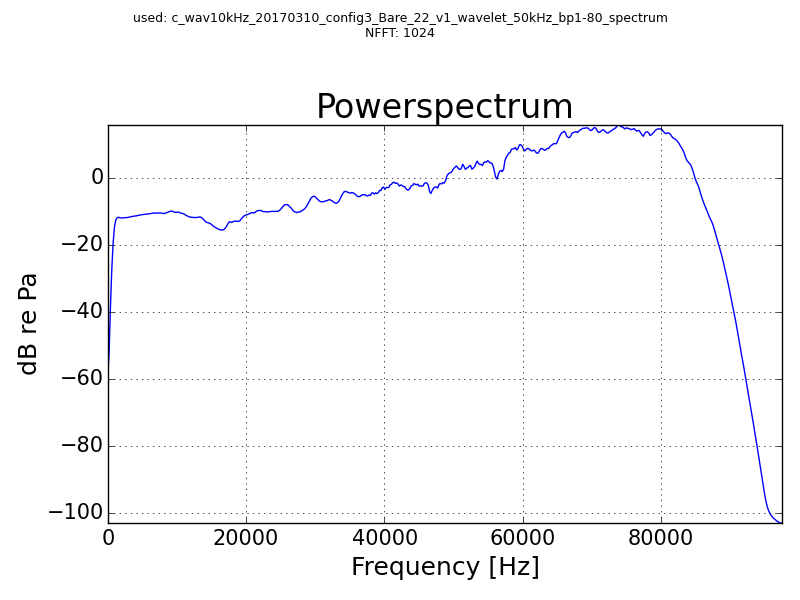 used: c_wav10kHz_20170310_config3_Bare_22_v1_wavelet_50kHz_bp1-80_spectrum
NFFT: 1024
Powerspectrum
0
−20
−40
−60
−80
−100
dB re Pa
0 20000 40000 60000 80000
Frequency [Hz]